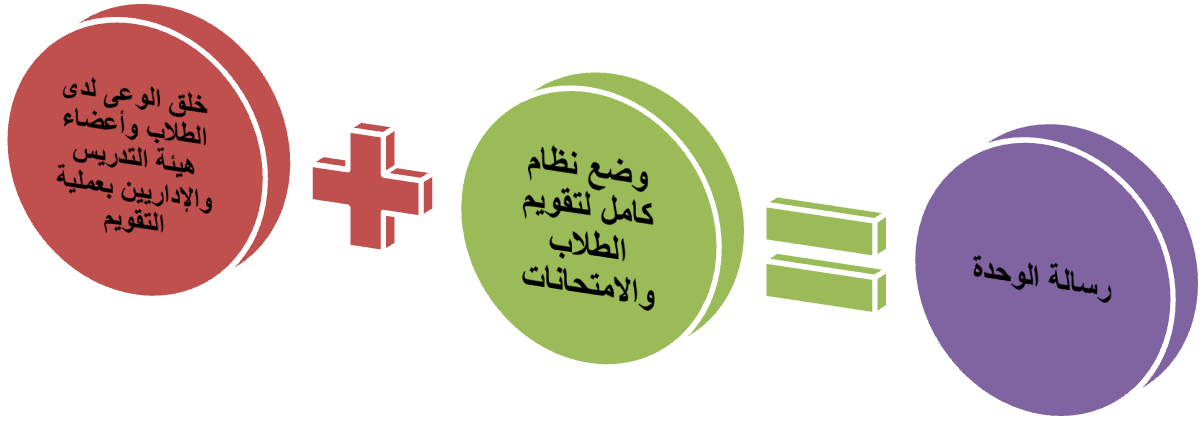 خلق الوعى لدى
الطلاب وأعضاء
هيئة التدريس
والإداريين بعملية
التقويم
وضع نظام
كامل لتقويم
الطلاب
والامتحانات
رسالة الوحدة